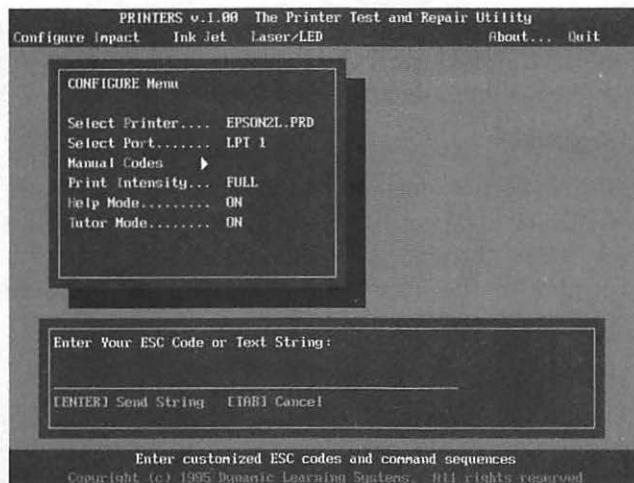 PRINTERS v.1.00 The Printer Test and Repair Utility
Configure Impact Ink Jet Laser/LED About... Quit
CONFIGURE Menu
Select Printer.... EPSON2L.PRD
Select Port....... LPT 1
Manual Codes
Print Intensity... FULL
Help Mode......... ON
Tutor Mode........ ON
Enter Your ESC Code or Text String:
[ENTER] Send String [TAB] Cancel
Enter customized ESC codes and command sequences
Copyright (c) 1995 Dynamic Learning Systems. All rights reserved